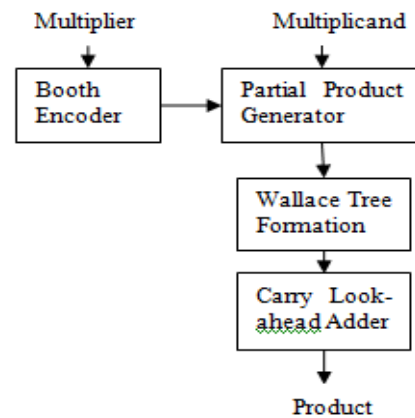 Multiplier
Multiplicand
Booth
Encoder
Partial Product
Generator
Wallace Tree
Formation
Carry Look-
ahead Adder
Product